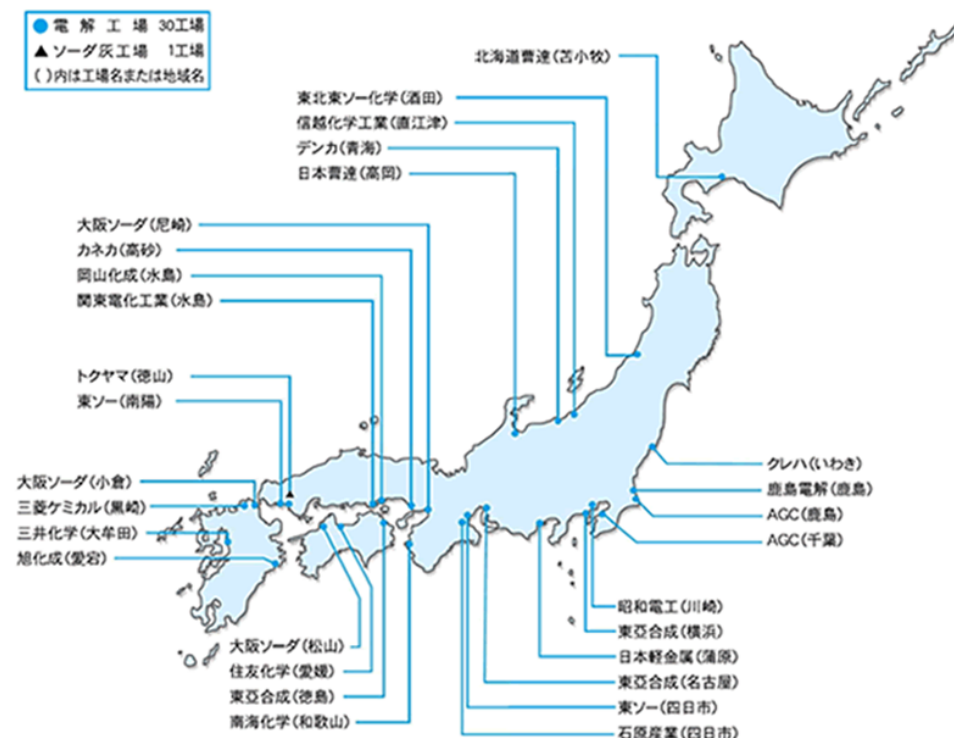 ● 電解工場 30工場
▲ ソーダ灰工場 1工場
( )内は工場名または地域名
北海道曹達(苫小牧)
東北東ソー化学(酒田)
信越化学工業(直江津)
デンカ(青海)
日本曹達(高岡)
大阪ソーダ(尼崎)
カネカ(高砂)
岡山化成(水島)
関東電化工業(水島)
トクヤマ(徳山)
東ソー(南陽)
大阪ソーダ(小倉)
三菱ケミカル(黒崎)
三井化学(大牟田)
旭化成(愛宕)
大阪ソーダ(松山)
住友化学(愛媛)
東亞合成(徳島)
南海化学(和歌山)
クレハ(いわき)
鹿島電解(鹿島)
AGC(鹿島)
AGC(千葉)
昭和電工(川崎)
東亞合成(横浜)
日本軽金属(蒲原)
東亞合成(名古屋)
東ソー(四日市)
石原産業(四日市)